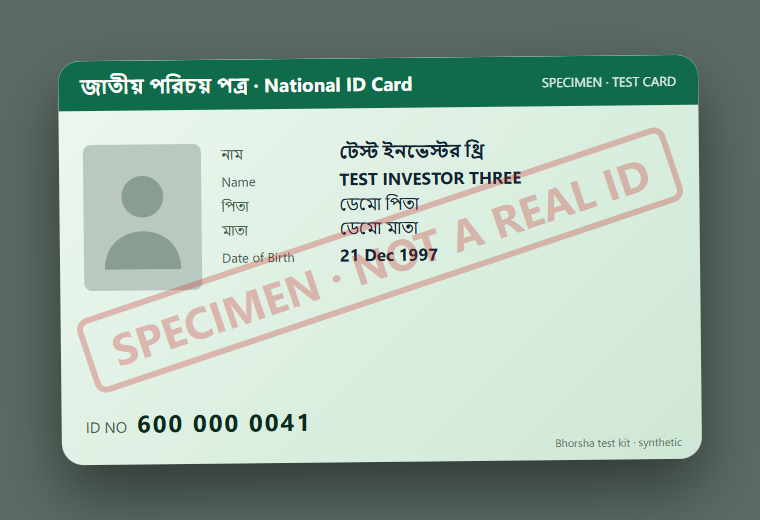 জাতীয় পরিচয় পত্র · National ID Card
SPECIMEN · TEST CARD
নাম টেস্ট ইনভেস্টর থ্রি
Name TEST INVESTOR THREE
পিতা ডেমো পিতা
মাতা ডেমো মাতা
Date of Birth 21 Dec 1997
SPECIMEN · NOT A REAL ID
ID NO 600 000 0041
Bhorsha test kit · synthetic